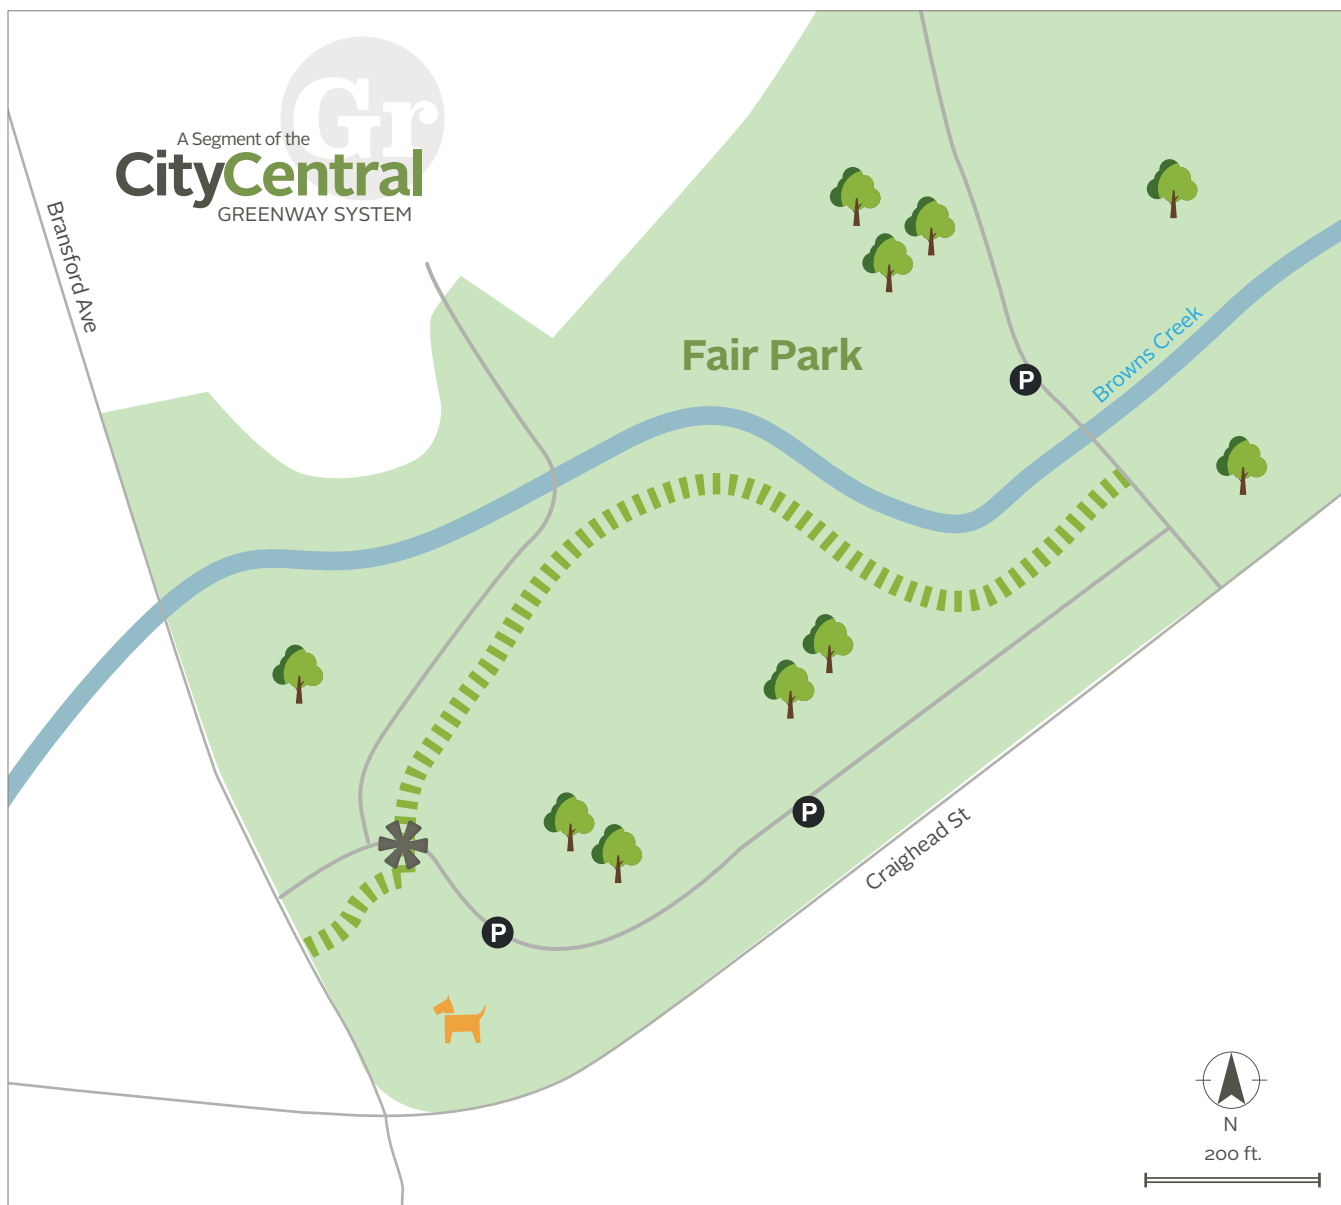 Gr
A Segment of the
CityCentral
GREENWAY SYSTEM
Bransford Ave
Fair Park
P
Browns Creek
P
Craighead St
P
N
200 ft.